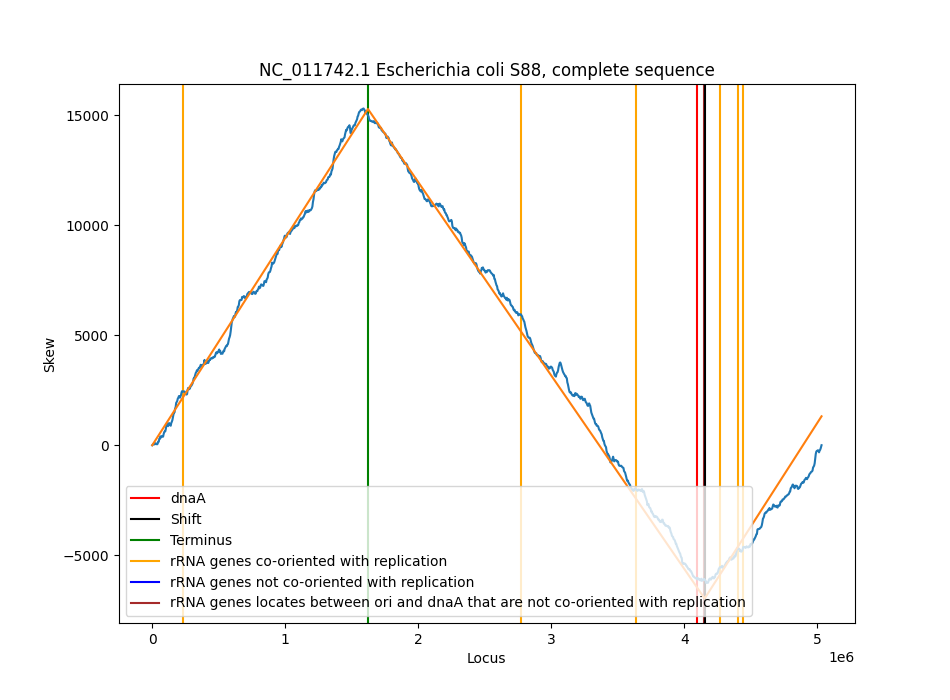 NC_011742.1 Escherichia coli S88, complete sequence
15000
10000
5000
0
−5000
Skew
dnaA
Shift
Terminus
rRNA genes co-oriented with replication
rRNA genes not co-oriented with replication
rRNA genes locates between ori and dnaA that are not co-oriented with replication
0 1 2 3 4 5
1e6
Locus